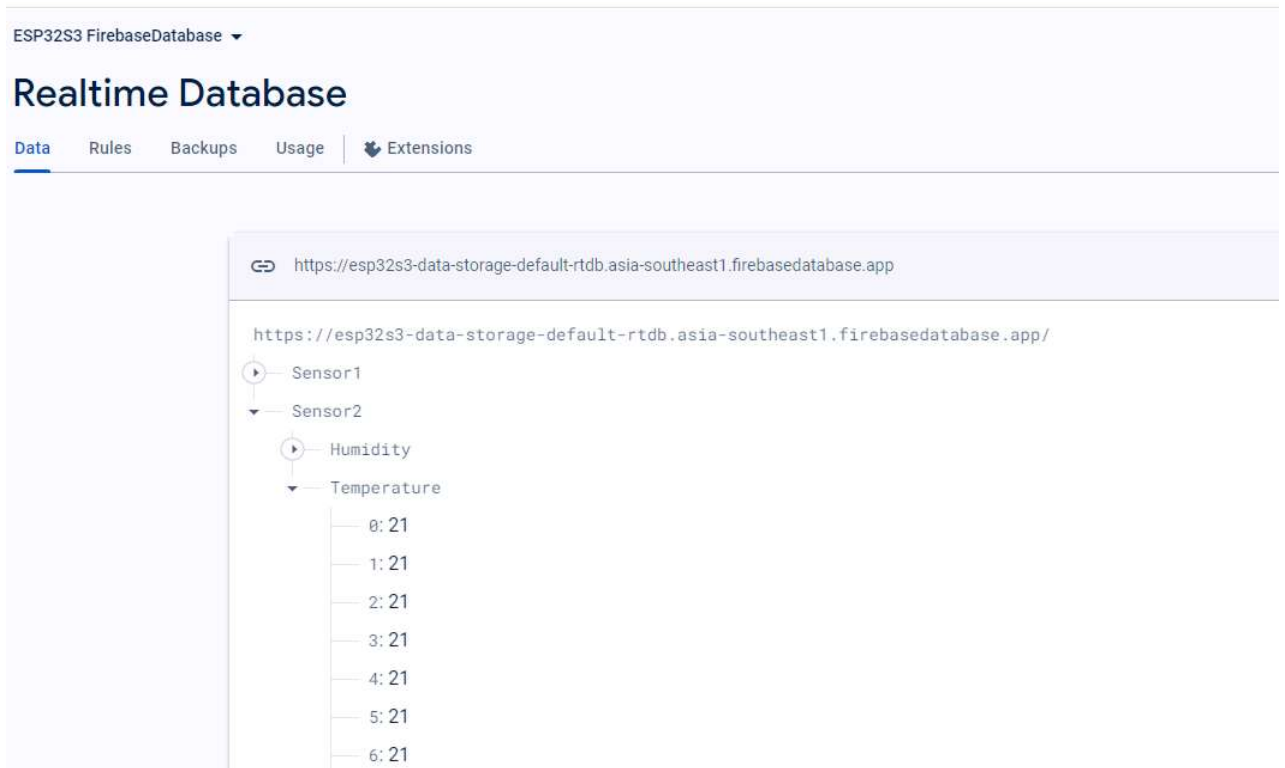 ESP32S3 FirebaseDatabase
Realtime Database
Data Rules Backups Usage Extensions
https://esp32s3-data-storage-default-rtdb.asia-southeast1.firebasedatabase.app
https://esp32s3-data-storage-default-rtdb.asia-southeast1.firebasedatabase.app/
Sensor1
Sensor2
Humidity
Temperature
0: 21
1: 21
2: 21
3: 21
4: 21
5: 21
6: 21